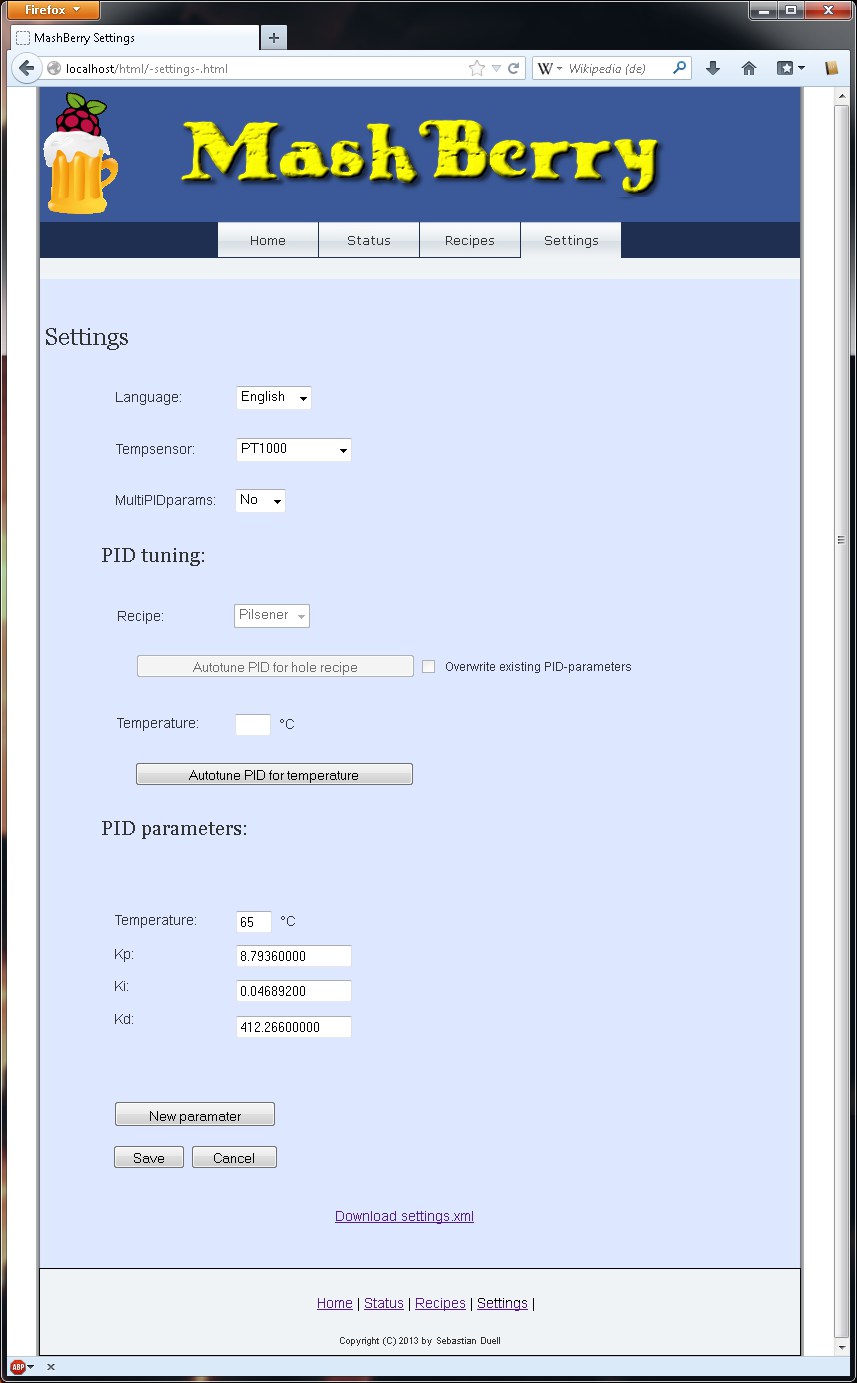 Firefox
MashBerry Settings
localhost/html/-settings-.html
W Wikipedia (de)
Mash Berry
Home Status Recipes Settings
Settings
Language: English
Tempsensor: PT1000
MultiPIDparams: No
PID tuning:
Recipe: Pilsener
Autotune PID for hole recipe Overwrite existing PID-parameters
Temperature: °C
Autotune PID for temperature
PID parameters:
Temperature: 65 °C
Kp: 8.79360000
Ki: 0.04689200
Kd: 412.26600000
New paramater
Save Cancel
Download settings.xml
Home | Status | Recipes | Settings |
Copyright (C) 2013 by Sebastian Duell
ABP